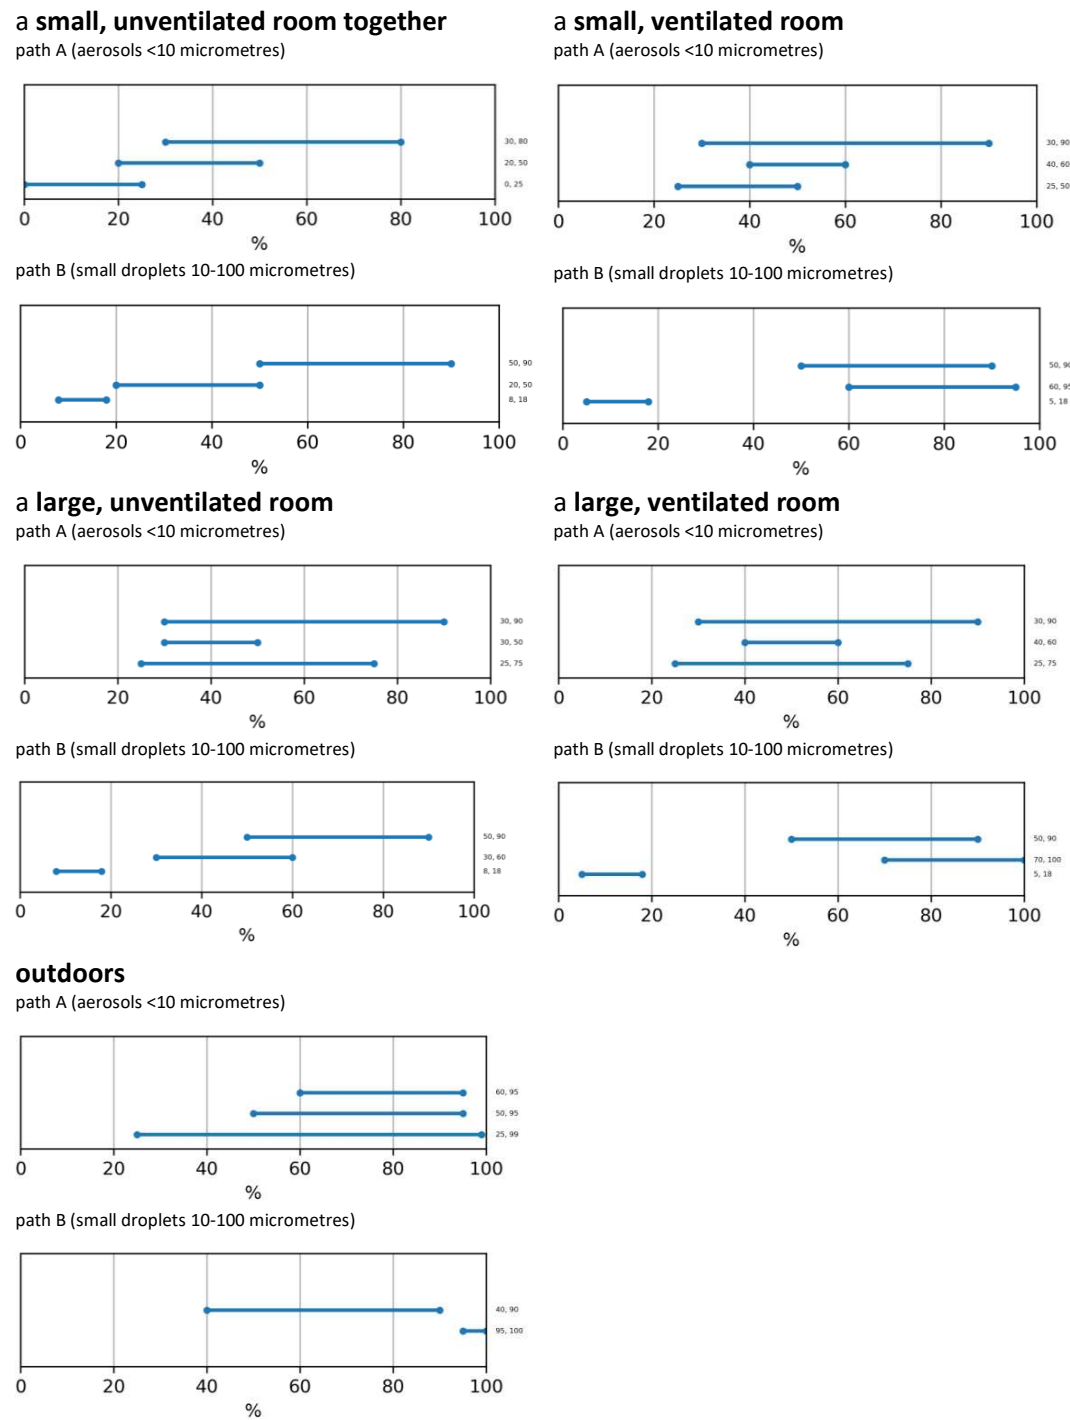 a small, unventilated room together
path A (aerosols <10 micrometres)
30, 80
20, 50
0, 25
0 20 40 60 80 100
%
path B (small droplets 10-100 micrometres)
50, 90
20, 50
8, 18
0 20 40 60 80 100
%
a small, ventilated room
path A (aerosols <10 micrometres)
30, 90
40, 60
25, 50
0 20 40 60 80 100
%
path B (small droplets 10-100 micrometres)
50, 90
60, 95
5, 18
0 20 40 60 80 100
%
a large, unventilated room
path A (aerosols <10 micrometres)
30, 90
30, 50
25, 75
0 20 40 60 80 100
%
path B (small droplets 10-100 micrometres)
50, 90
30, 60
8, 18
0 20 40 60 80 100
%
a large, ventilated room
path A (aerosols <10 micrometres)
30, 90
40, 60
25, 75
0 20 40 60 80 100
%
path B (small droplets 10-100 micrometres)
50, 90
70, 100
5, 18
0 20 40 60 80 100
%
outdoors
path A (aerosols <10 micrometres)
60, 95
50, 95
25, 99
0 20 40 60 80 100
%
path B (small droplets 10-100 micrometres)
40, 90
95, 100
0 20 40 60 80 100
%